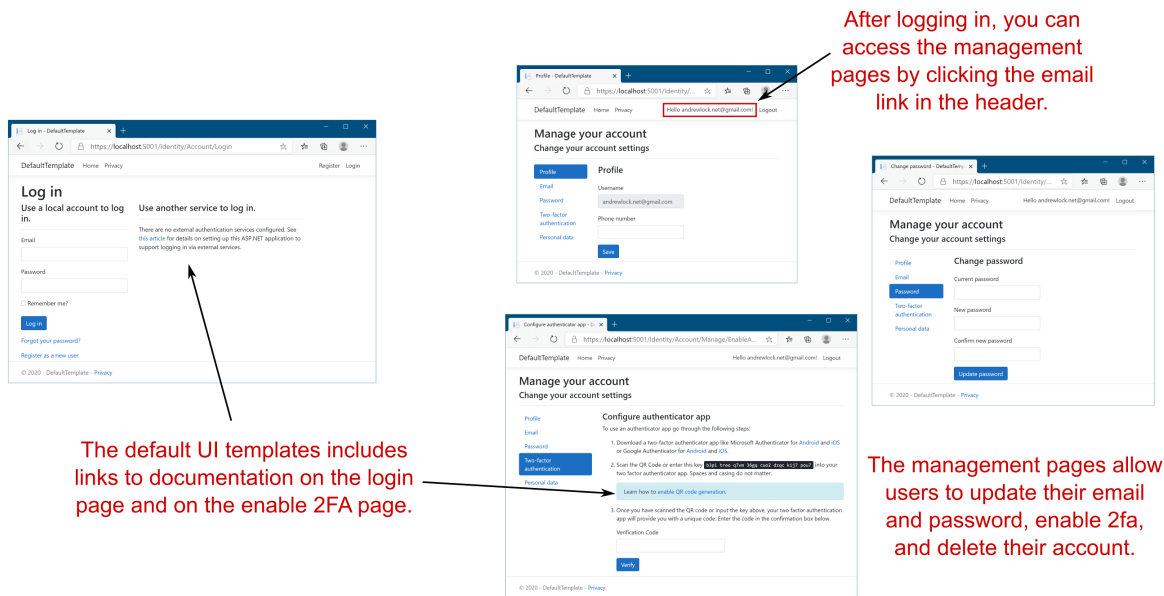 After logging in, you can
access the management
pages by clicking the email
link in the header.
Log in - DefaultTemplate
https://localhost:5001/Identity/Account/Login
DefaultTemplate Home Privacy Register Login
Log in
Use a local account to log
in.
Email
Password
Remember me?
Log in
Forgot your password?
Register as a new user
Use another service to log in.
There are no external authentication services configured. See
this article for details on setting up this ASP.NET application to
support logging in via external services.
© 2020 - DefaultTemplate - Privacy
Profile - DefaultTemplate
https://localhost:5001/Identity/...
DefaultTemplate Home Privacy Hello andrewlock.net@gmail.com! Logout
Manage your account
Change your account settings
Profile
Email
Password
Two-factor
authentication
Personal data
Profile
Username
andrewlock.net@gmail.com
Phone number
Save
© 2020 - DefaultTemplate - Privacy
Change password - DefaultTemp
https://localhost:5001/Identity/...
DefaultTemplate Home Privacy Hello andrewlock.net@gmail.com! Logout
Manage your account
Change your account settings
Profile
Email
Password
Two-factor
authentication
Personal data
Change password
Current password
New password
Confirm new password
Update password
© 2020 - DefaultTemplate - Privacy
Configure authenticator app -
https://localhost:5001/Identity/Account/Manage/EnableA...
DefaultTemplate Home Privacy Hello andrewlock.net@gmail.com! Logout
Manage your account
Change your account settings
Profile
Email
Password
Two-factor
authentication
Personal data
Configure authenticator app
To use an authenticator app go through the following steps:
1. Download a two-factor authenticator app like Microsoft Authenticator for Android and iOS
or Google Authenticator for Android and iOS.
2. Scan the QR Code or enter this key into your
two factor authenticator app. Spaces and casing do not matter.
Learn how to enable QR code generation.
3. Once you have scanned the QR code or input the key above, your two factor authentication
app will provide you with a unique code. Enter the code in the confirmation box below.
Verification Code
Verify
© 2020 - DefaultTemplate - Privacy
The default UI templates includes
links to documentation on the login
page and on the enable 2FA page.
The management pages allow
users to update their email
and password, enable 2fa,
and delete their account.